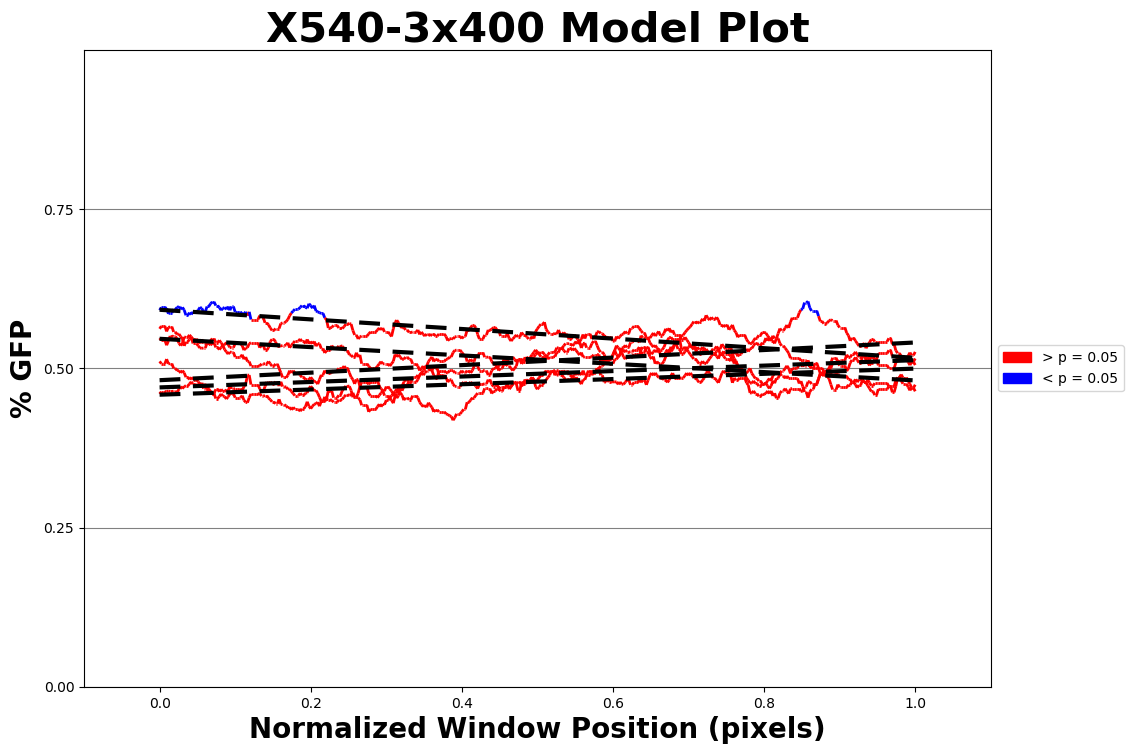 X540-3x400 Model Plot
% GFP
0.75
0.50
0.25
0.00
0.0 0.2 0.4 0.6 0.8 1.0
Normalized Window Position (pixels)
> p = 0.05
< p = 0.05